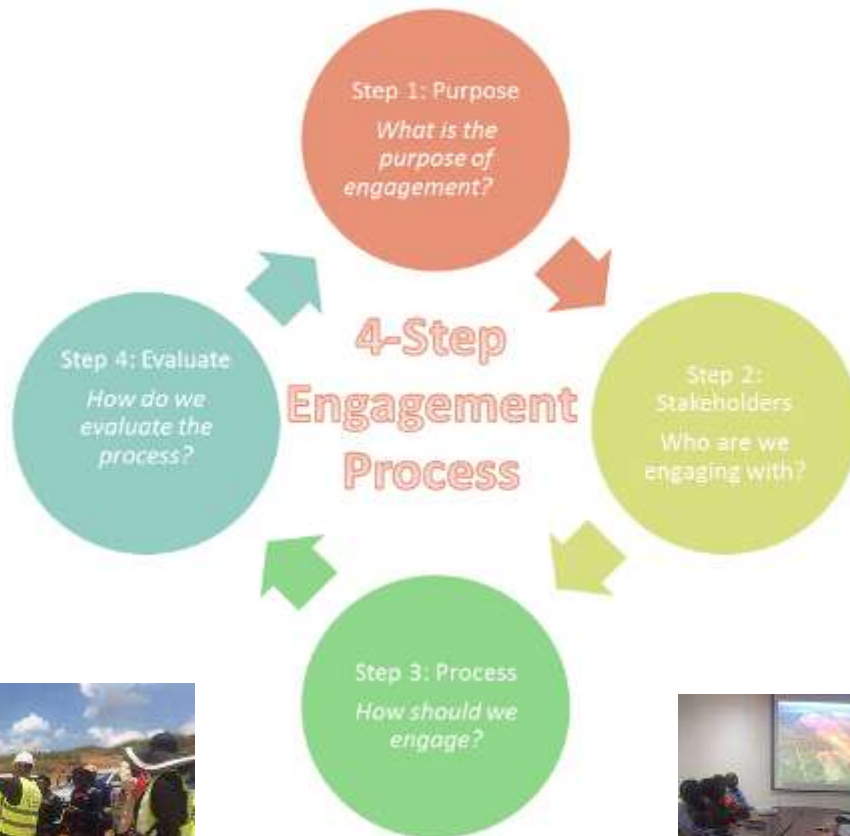 Step 1: Purpose
What is the
purpose of
engagement?
4-Step
Engagement
Process
Step 2:
Stakeholders
Who are we
engaging with?
Step 3: Process
How should we
engage?
Step 4: Evaluate
How do we
evaluate the
process?